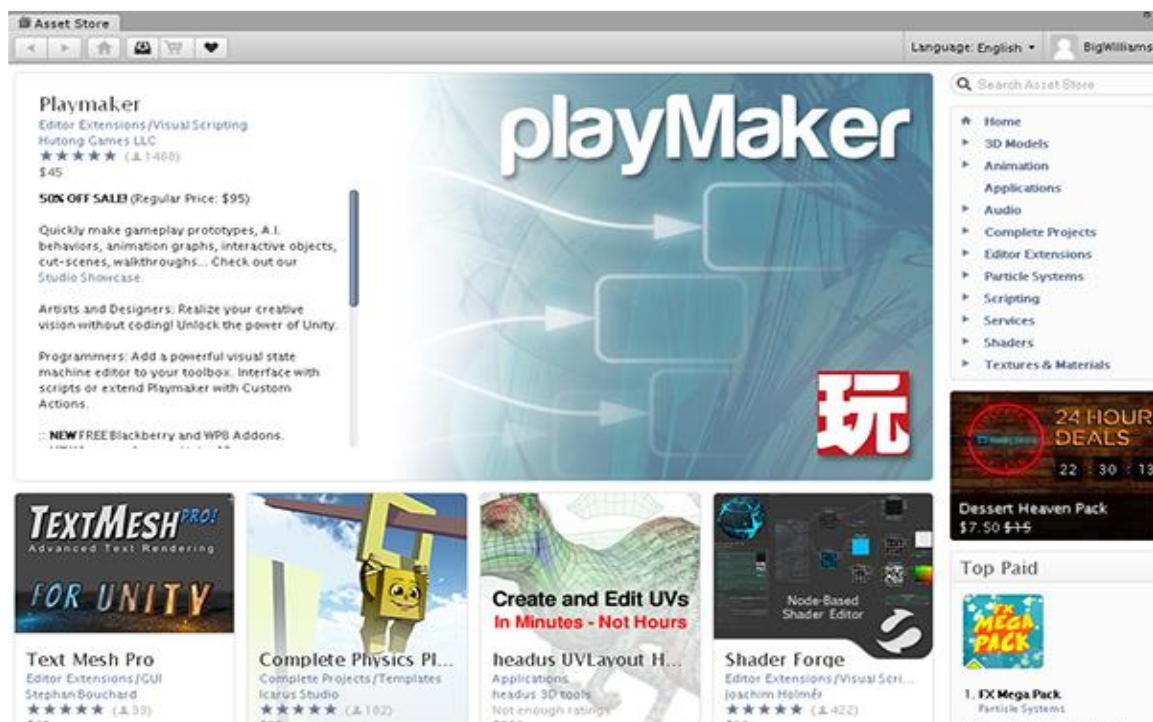 Asset Store
Language: English
BigWilliams
Playmaker
Editor Extensions/Visual Scripting
Hutong Games LLC
(1488)
$45
50% OFF SALE! (Regular Price: $95)
Quickly make gameplay prototypes, A.I.
behaviors, animation graphs, interactive objects,
cut-scenes, walkthroughs... Check out our
Studio Showcase.
Artists and Designers: Realize your creative
vision without coding! Unlock the power of Unity.
Programmers: Add a powerful visual state
machine editor to your toolbox. Interface with
scripts or extend Playmaker with Custom
Actions.
:: NEW FREE Blackberry and WP8 Addons.
playMaker
玩
Search Asset Store
Home
3D Models
Animation
Applications
Audio
Complete Projects
Editor Extensions
Particle Systems
Scripting
Services
Shaders
Textures & Materials
24 HOUR
DEALS
22 : 30 : 13
Dessert Heaven Pack
$7.50 $15
Top Paid
FX
MEGA
PACK
1. FX Mega Pack
Particle Systems
TEXTMESH PRO!
Advanced Text Rendering
FOR UNITY
Text Mesh Pro
Editor Extensions/GUI
Stephan Bouchard
(33)
Complete Physics Pl...
Complete Projects/Templates
Icarus Studio
(182)
Create and Edit UVs
In Minutes - Not Hours
headus UVLayout H...
Applications
headus 3D tools
Not enough ratings
Node-Based
Shader Editor
Shader Forge
Editor Extensions/Visual Scri...
Joachim Holmér
(422)